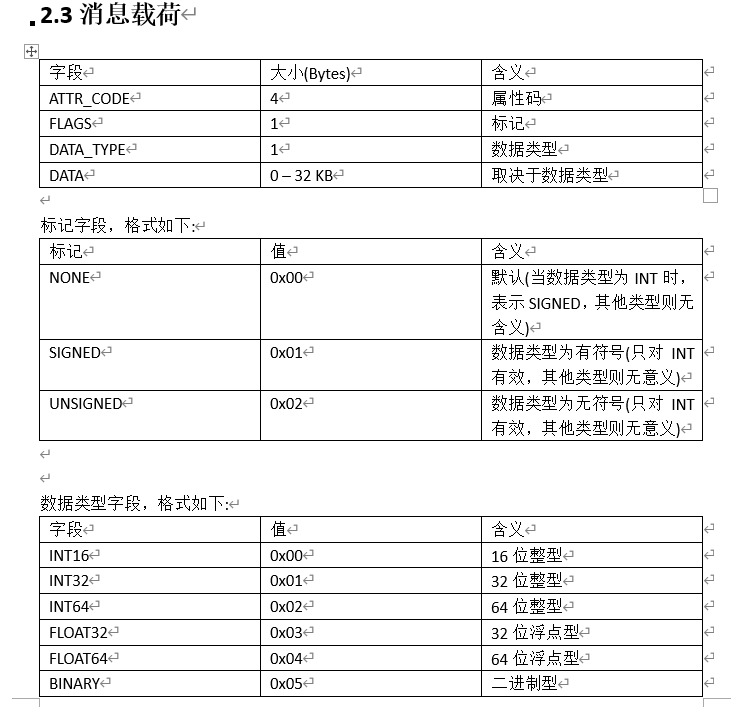 2.3 消息载荷
字段 大小(Bytes) 含义
ATTR_CODE 4 属性码
FLAGS 1 标记
DATA_TYPE 1 数据类型
DATA 0 – 32 KB 取决于数据类型
标记字段，格式如下:
标记 值 含义
NONE 0x00 默认(当数据类型为 INT 时，
表示 SIGNED，其他类型则无
含义)
SIGNED 0x01 数据类型为有符号(只对 INT
有效，其他类型则无意义)
UNSIGNED 0x02 数据类型为无符号(只对 INT
有效，其他类型则无意义)
数据类型字段，格式如下:
字段 值 含义
INT16 0x00 16 位整型
INT32 0x01 32 位整型
INT64 0x02 64 位整型
FLOAT32 0x03 32 位浮点型
FLOAT64 0x04 64 位浮点型
BINARY 0x05 二进制型